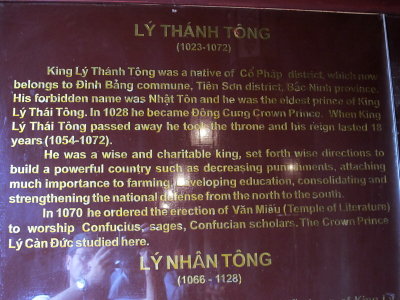 LÝ THÁNH TÔNG
(1023-1072)
King Lý Thánh Tông was a native of Cổ Pháp district, which now
belongs to Đình Bảng commune, Tiên Sơn district, Bắc Ninh province.
His forbidden name was Nhật Tôn and he was the eldest prince of King
Lý Thái Tông. In 1028 he became Đông Cung Crown Prince. When King
Lý Thái Tông passed away he took the throne and his reign lasted 18
years (1054-1072).
He was a wise and charitable king, set forth wise directions to
build a powerful country such as decreasing punishments, attaching
much importance to farming, developing education, consolidating and
strengthening the national defense from the north to the south.
In 1070 he ordered the erection of Văn Miếu (Temple of Literature)
to worship Confucius, sages, Confucian scholars. The Crown Prince
Lý Càn Đức studied here.
LÝ NHÂN TÔNG
(1066 - 1128)